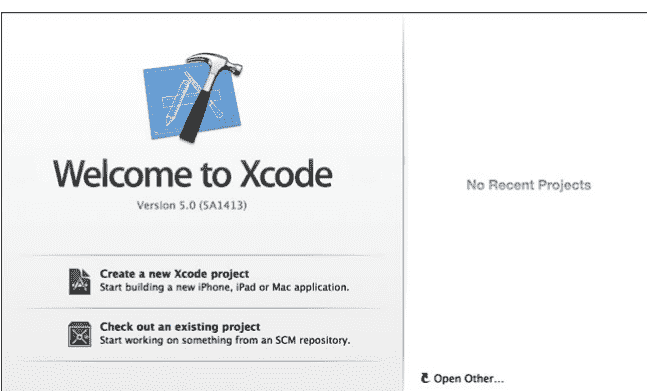 Welcome to Xcode
Version 5.0 (5A1413)
Create a new Xcode project
Start building a new iPhone, iPad or Mac application.
Check out an existing project
Start working on something from an SCM repository.
No Recent Projects
Open Other...